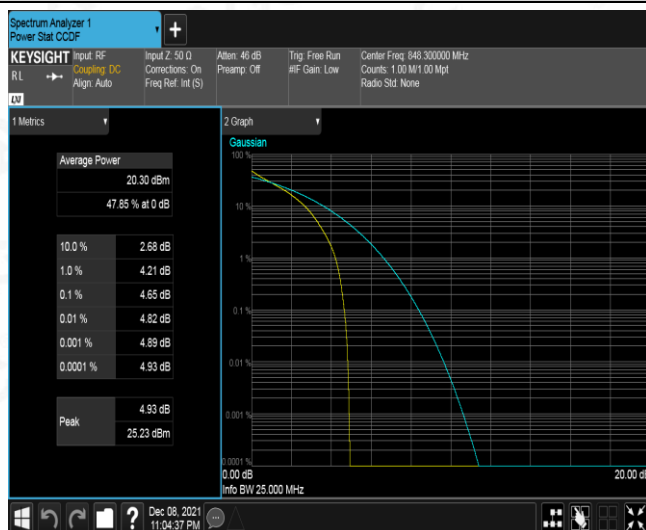 Spectrum Analyzer 1
Power Stat CCDF
+
KEYSIGHT
RL
LXI
Input: RF
Coupling: DC
Align: Auto
Input Z: 50 Ω
Corrections: On
Freq Ref: Int (S)
Atten: 46 dB
Preamp: Off
Trig: Free Run
#IF Gain: Low
Center Freq: 848.300000 MHz
Counts: 1.00 M/1.00 Mpt
Radio Std: None
1 Metrics
Average Power
20.30 dBm
47.85 % at 0 dB
10.0 % 2.68 dB
1.0 % 4.21 dB
0.1 % 4.65 dB
0.01 % 4.82 dB
0.001 % 4.89 dB
0.0001 % 4.93 dB
Peak
4.93 dB
25.23 dBm
2 Graph
Gaussian
100 %
10 %
1 %
0.1 %
0.01 %
0.001 %
0.0001 %
0.00 dB
20.00 dB
Info BW 25.000 MHz
?
Dec 08, 2021
11:04:37 PM